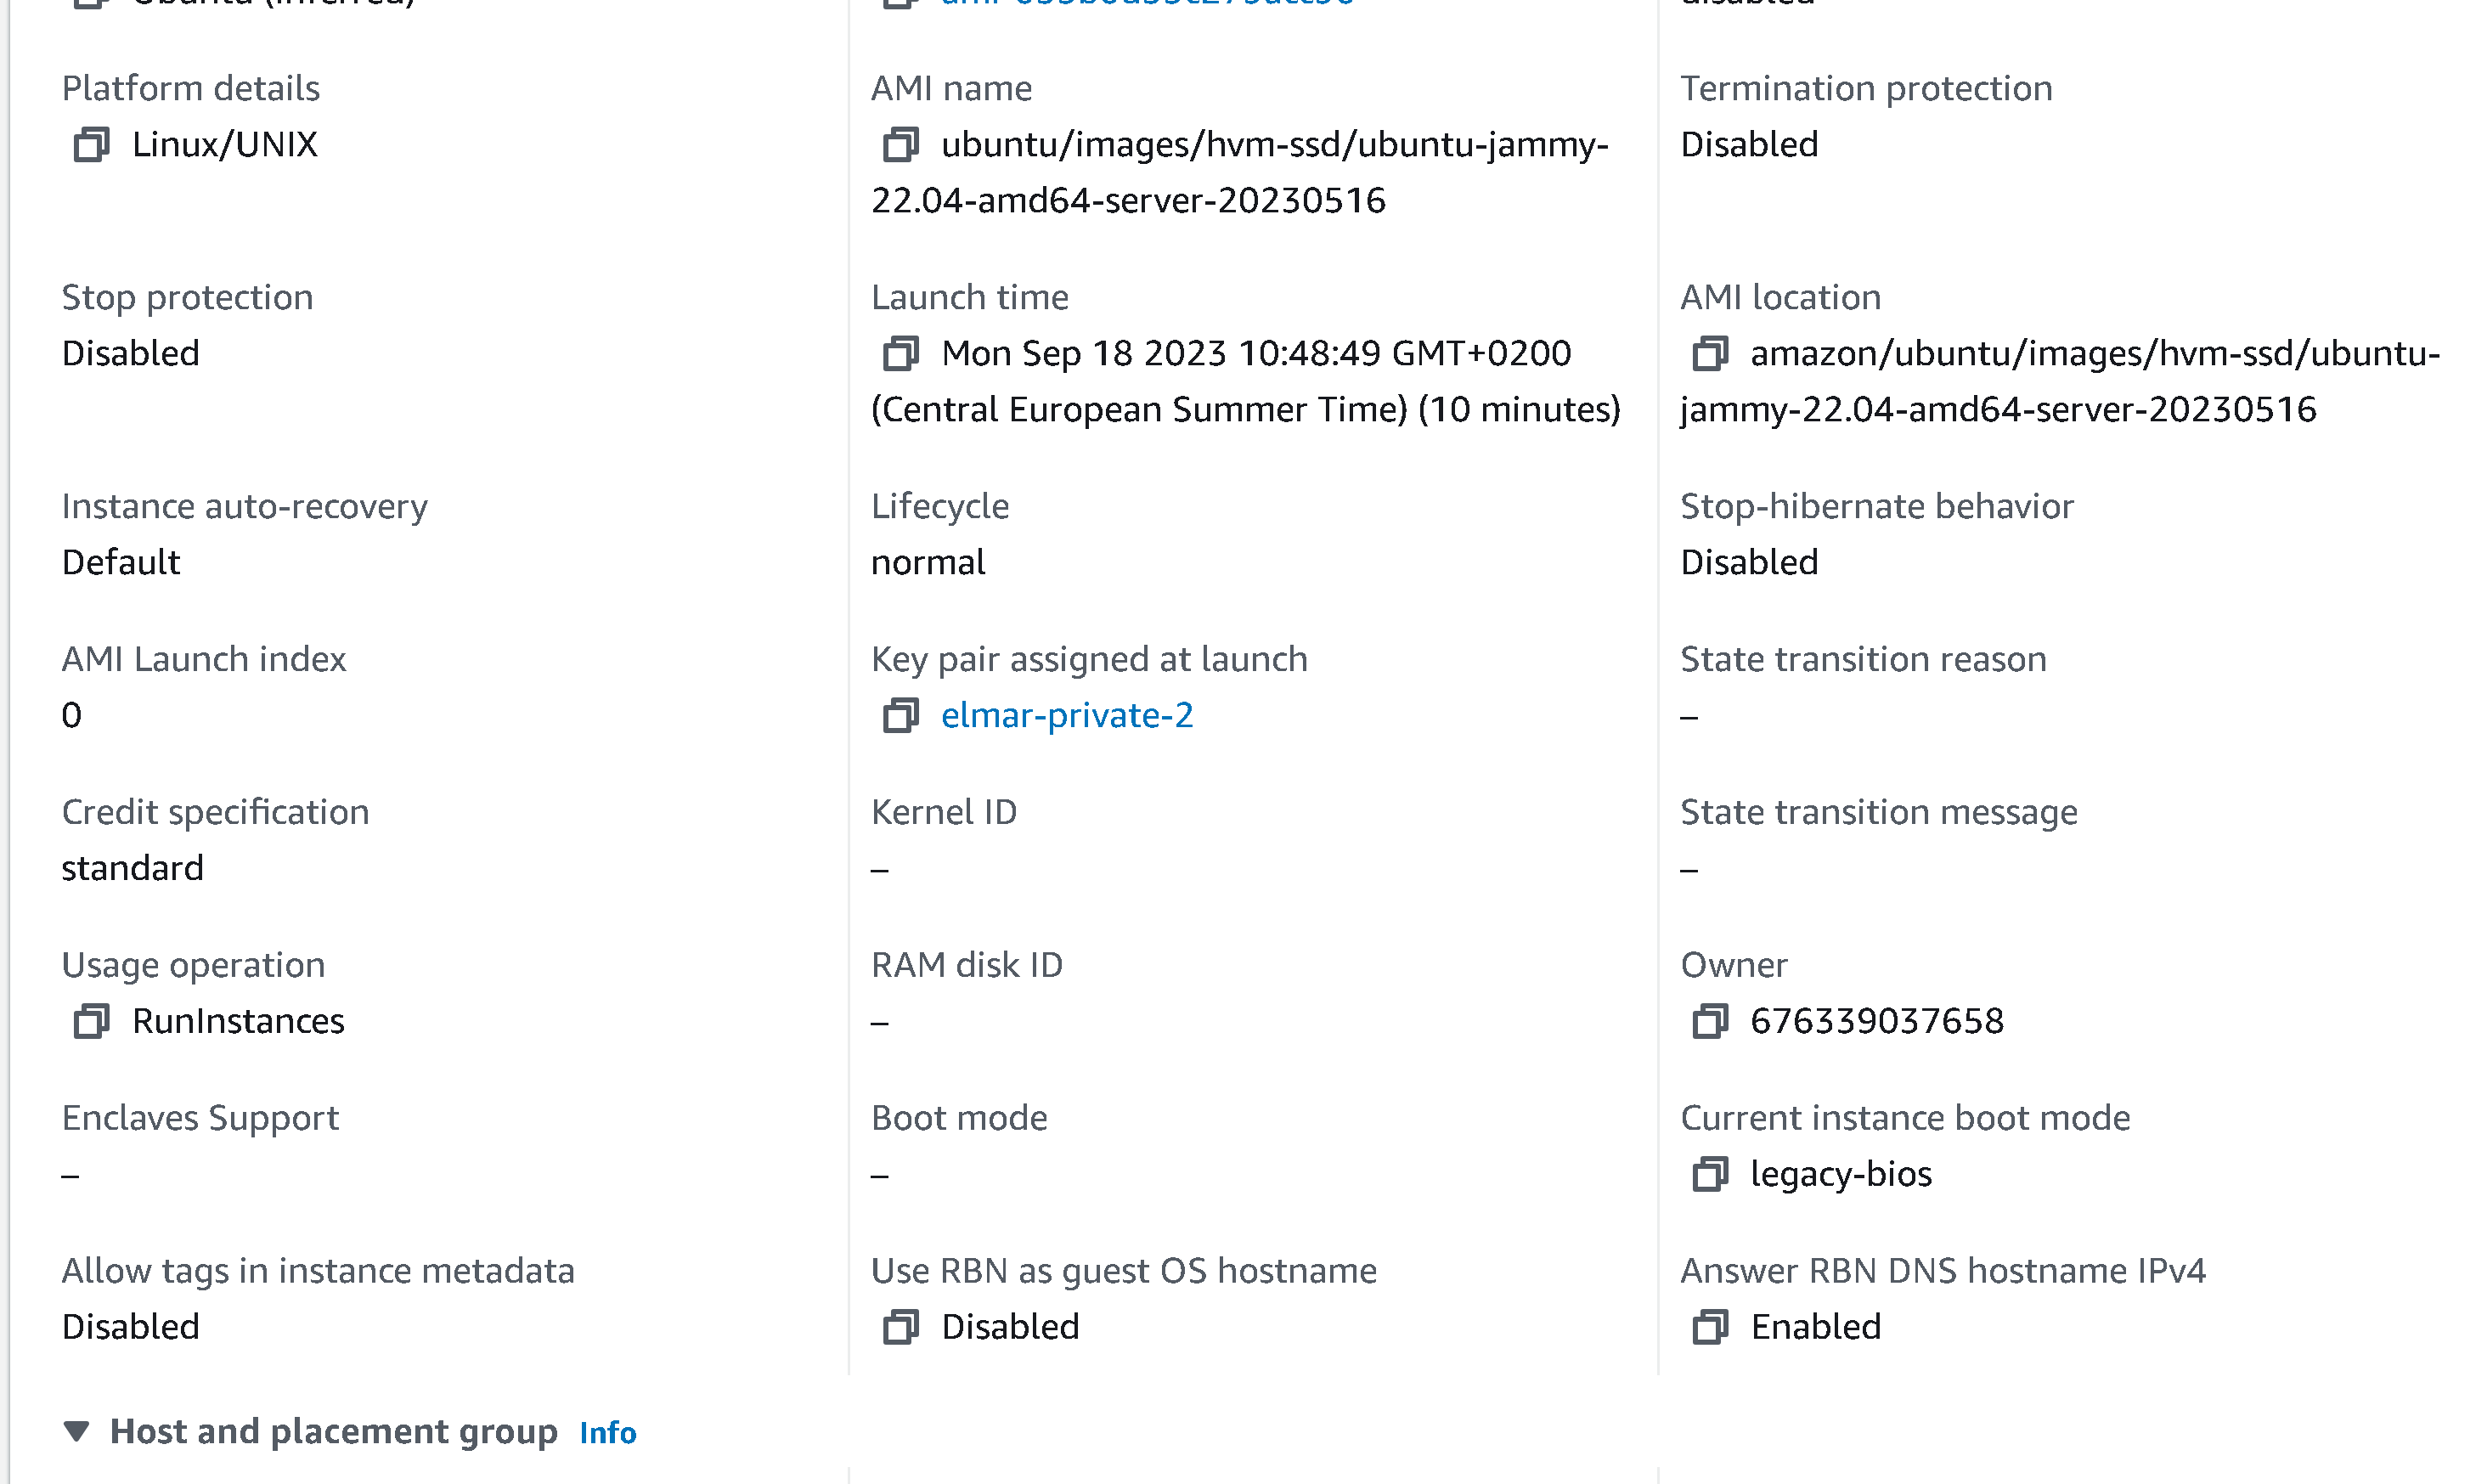 Ubuntu (inferred)
disabled
Platform details
Linux/UNIX
AMI name
ubuntu/images/hvm-ssd/ubuntu-jammy-
22.04-amd64-server-20230516
Termination protection
Disabled
Stop protection
Disabled
Launch time
Mon Sep 18 2023 10:48:49 GMT+0200
(Central European Summer Time) (10 minutes)
AMI location
amazon/ubuntu/images/hvm-ssd/ubuntu-
jammy-22.04-amd64-server-20230516
Instance auto-recovery
Default
Lifecycle
normal
Stop-hibernate behavior
Disabled
AMI Launch index
0
Key pair assigned at launch
elmar-private-2
State transition reason
–
Credit specification
standard
Kernel ID
–
State transition message
–
Usage operation
RunInstances
RAM disk ID
–
Owner
676339037658
Enclaves Support
–
Boot mode
–
Current instance boot mode
legacy-bios
Allow tags in instance metadata
Disabled
Use RBN as guest OS hostname
Disabled
Answer RBN DNS hostname IPv4
Enabled
Host and placement group Info